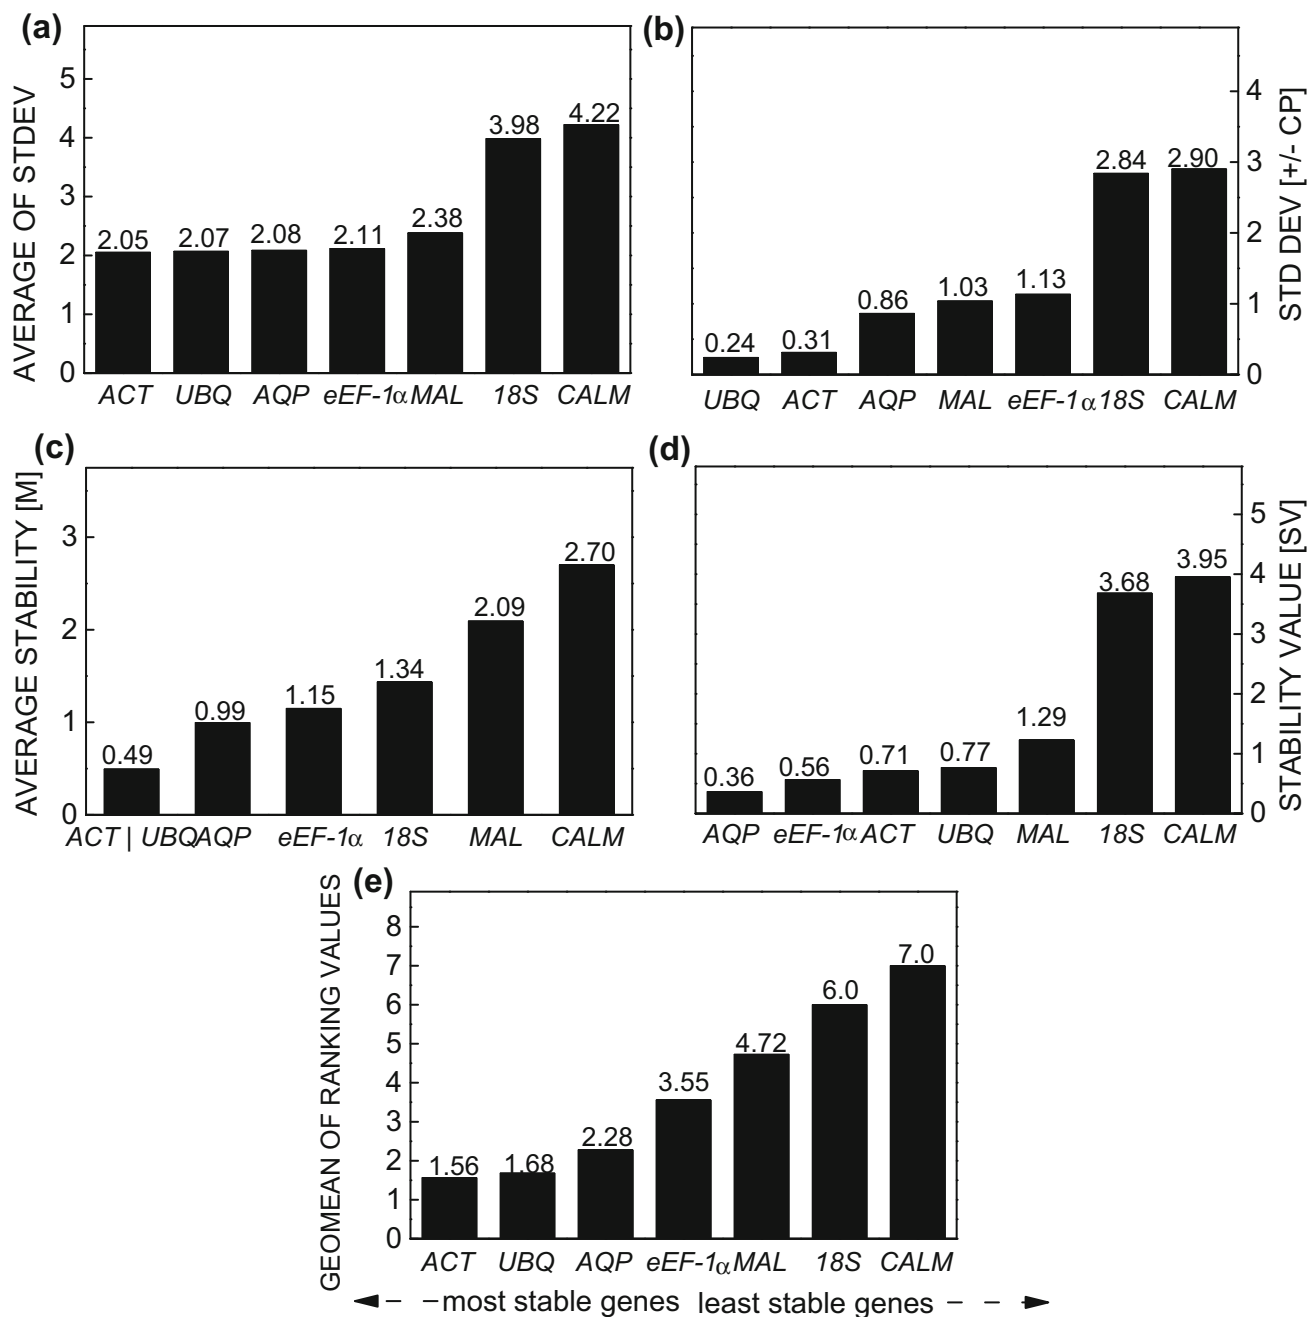 (a)
AVERAGE OF STDEV
5
4
3
2
1
0
2.05 2.07 2.08 2.11 2.38 3.98 4.22
ACT UBQ AQP eEF-1α MAL 18S CALM
(b)
STD DEV [+/- CP]
4
3
2
1
0
0.24 0.31 0.86 1.03 1.13 2.84 2.90
UBQ ACT AQP MAL eEF-1α 18S CALM
(c)
AVERAGE STABILITY [M]
3
2
1
0
0.49 0.99 1.15 1.34 2.09 2.70
ACT | UBQ AQP eEF-1α 18S MAL CALM
(d)
STABILITY VALUE [SV]
5
4
3
2
1
0
0.36 0.56 0.71 0.77 1.29 3.68 3.95
AQP eEF-1α ACT UBQ MAL 18S CALM
(e)
GEOMEAN OF RANKING VALUES
8
7
6
5
4
3
2
1
0
1.56 1.68 2.28 3.55 4.72 6.0 7.0
ACT UBQ AQP eEF-1α MAL 18S CALM
most stable genes least stable genes